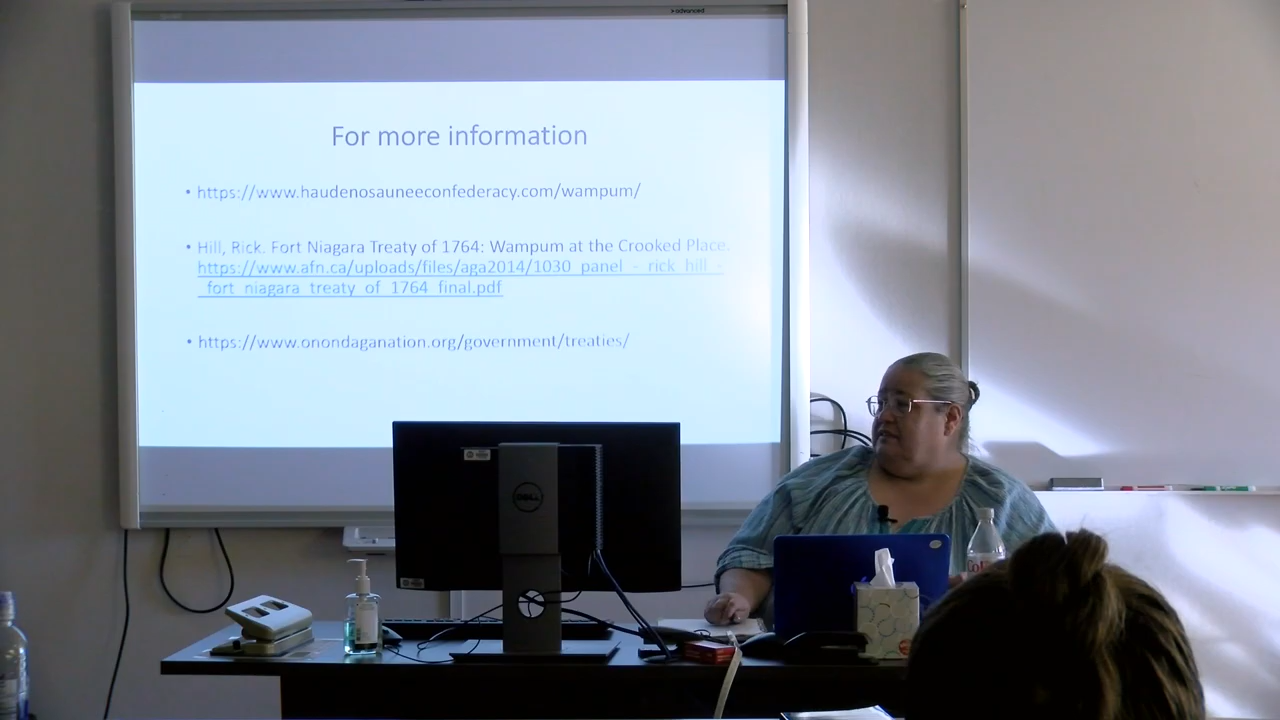 For more information
• https://www.haudenosauneeconfederacy.com/wampum/
• Hill, Rick. Fort Niagara Treaty of 1764: Wampum at the Crooked Place.
https://www.afn.ca/uploads/files/aga2014/1030_panel_-_rick_hill_-
_fort_niagara_treaty_of_1764_final.pdf
• https://www.onondaganation.org/government/treaties/
DELL